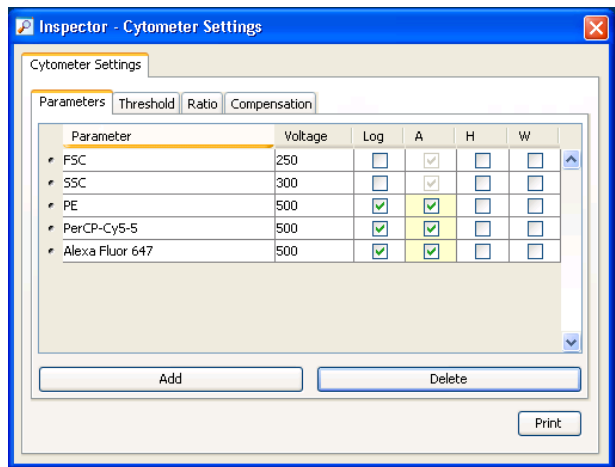 Inspector - Cytometer Settings
Cytometer Settings
Parameters Threshold Ratio Compensation
Parameter Voltage Log A H W
FSC 250
SSC 300
PE 500
PerCP-Cy5-5 500
Alexa Fluor 647 500
Add Delete
Print